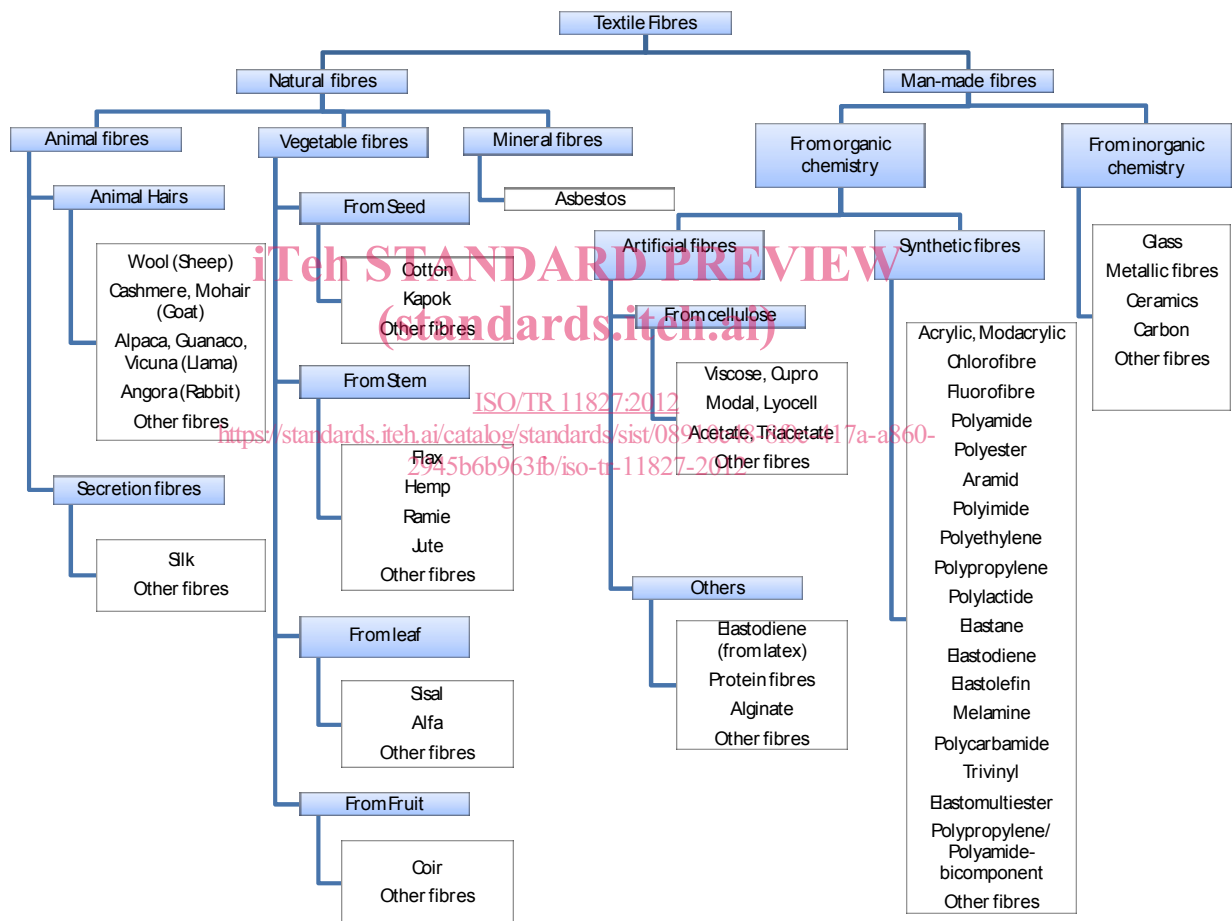 Textile Fibres
Natural fibres
Man-made fibres
Animal fibres
Vegetable fibres
Mineral fibres
From organic
chemistry
From inorganic
chemistry
Animal Hairs
Wool (Sheep)
Cashmere, Mohair
(Goat)
Alpaca, Guanaco,
Vicuna (Llama)
Angora (Rabbit)
Other fibres
Secretion fibres
Silk
Other fibres
From Seed
Cotton
Kapok
Other fibres
From Stem
Flax
Hemp
Ramie
Jute
Other fibres
From leaf
Sisal
Alfa
Other fibres
From Fruit
Coir
Other fibres
Asbestos
Artificial fibres
From cellulose
Viscose, Cupro
Modal, Lyocell
Acetate, Triacetate
Other fibres
Others
Elastodiene
(from latex)
Protein fibres
Alginate
Other fibres
Synthetic fibres
Acrylic, Modacrylic
Chlorofibre
Fluorofibre
Polyamide
Polyester
Aramid
Polyimide
Polyethylene
Polypropylene
Polylactide
Elastane
Elastodiene
Elastolefin
Melamine
Polycarbamide
Trivinyl
Elastomultiester
Polypropylene/
Polyamide-
bicomponent
Other fibres
Glass
Metallic fibres
Ceramics
Carbon
Other fibres
iTeh STANDARD PREVIEW
(standards.iteh.ai)
ISO/TR 11827:2012
2945b6b963fb/iso-tr-11827-2012